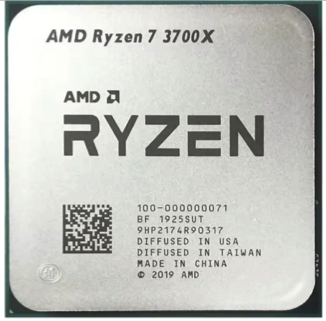 AMD Ryzen 7 3700X
AMD
RYZEN
100-000000071
BF 1925SUT
9HP2174R90317
DIFFUSED IN USA
DIFFUSED IN TAIWAN
MADE IN CHINA
© 2019 AMD